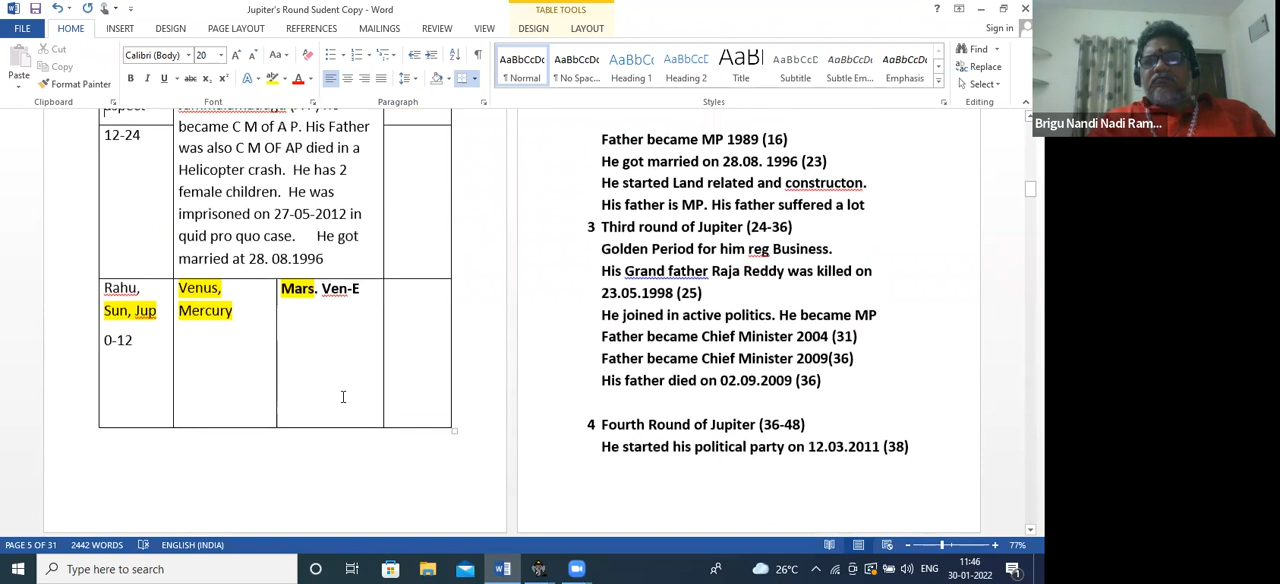 Jupiter's Round Sudent Copy - Word
TABLE TOOLS
Sign in
FILE
HOME
INSERT
DESIGN
PAGE LAYOUT
REFERENCES
MAILINGS
REVIEW
VIEW
DESIGN
LAYOUT
Paste
Cut
Copy
Format Painter
Clipboard
Calibri (Body)
20
Font
Paragraph
AaBbCcDc
¶ Normal
AaBbCcDc
¶ No Spac...
AaBbCc
Heading 1
AaBbCcC
Heading 2
AaBl
Title
AaBbCcD
Subtitle
AaBbCcDc
Subtle Em...
AaBbCcDc
Emphasis
Styles
Find
Replace
Select
Editing
Brigu Nandi Nadi Ram...
12-24
became C M of A P. His Father
was also C M OF AP died in a
Helicopter crash. He has 2
female children. He was
imprisoned on 27-05-2012 in
quid pro quo case. He got
married at 28. 08.1996
Rahu,
Sun, Jup
0-12
Venus,
Mercury
Mars. Ven-E
Father became MP 1989 (16)
He got married on 28.08. 1996 (23)
He started Land related and constructon.
His father is MP. His father suffered a lot
3 Third round of Jupiter (24-36)
Golden Period for him reg Business.
His Grand father Raja Reddy was killed on
23.05.1998 (25)
He joined in active politics. He became MP
Father became Chief Minister 2004 (31)
Father became Chief Minister 2009(36)
His father died on 02.09.2009 (36)
4 Fourth Round of Jupiter (36-48)
He started his political party on 12.03.2011 (38)
PAGE 5 OF 31
2442 WORDS
ENGLISH (INDIA)
77%
Type here to search
26°C
ENG
11:46
30-01-2022